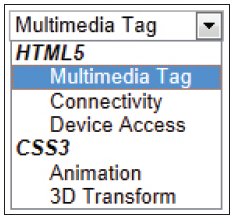 Multimedia Tag
HTML5
Multimedia Tag
Connectivity
Device Access
CSS3
Animation
3D Transform